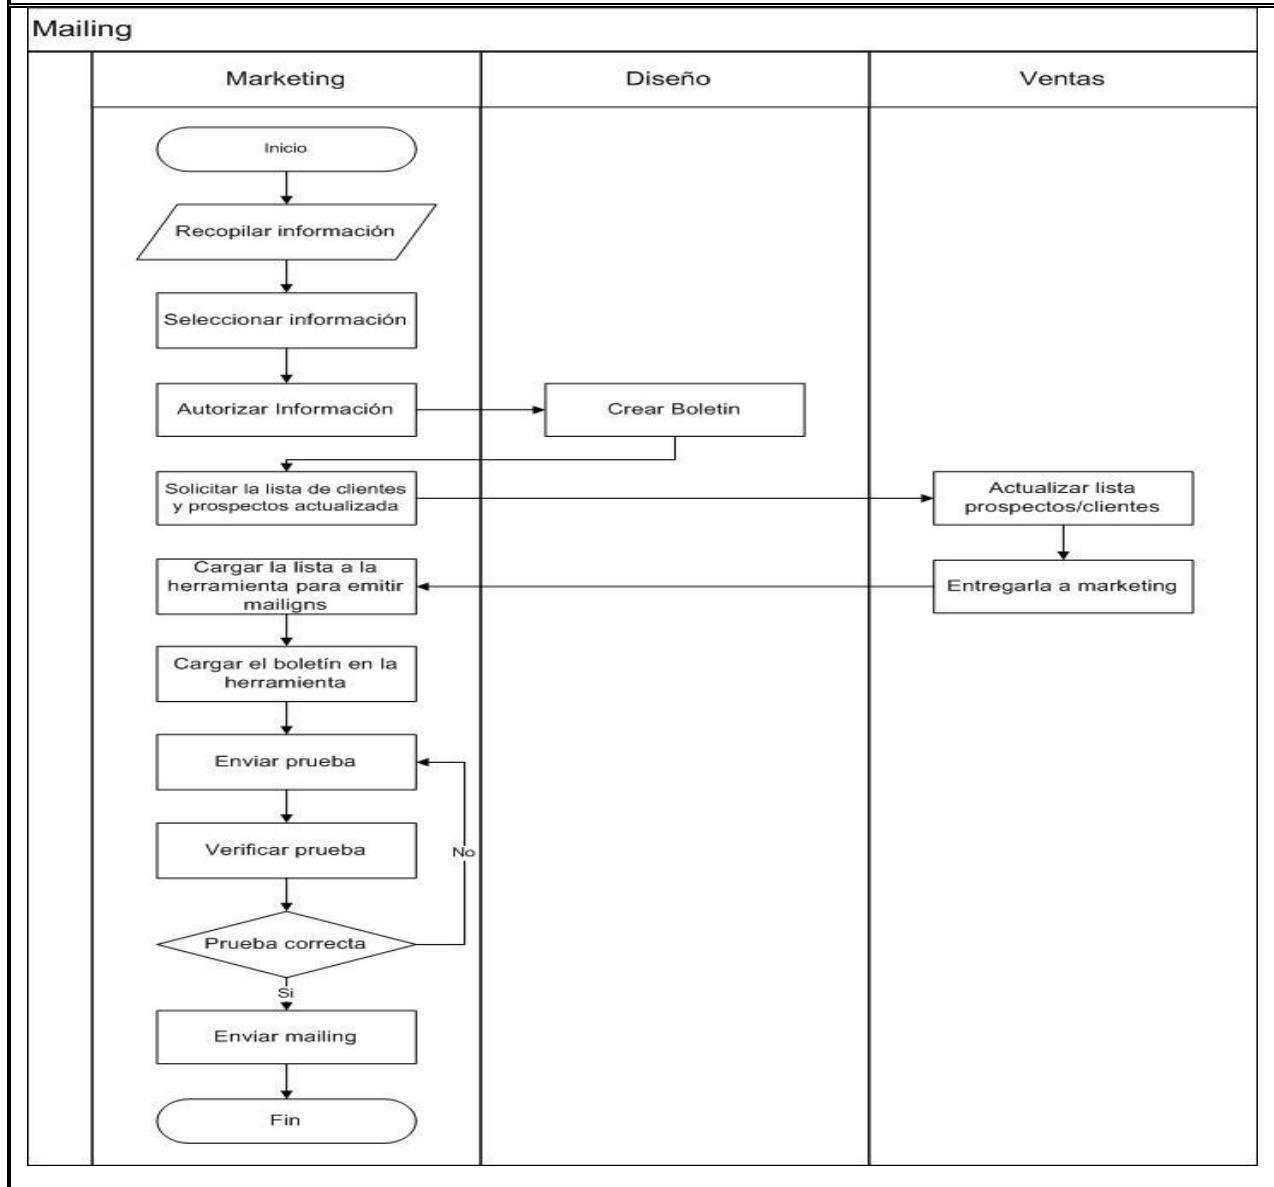 Mailing
Marketing
Diseño
Ventas
Inicio
Recopilar información
Seleccionar información
Autorizar Información
Crear Boletin
Solicitar la lista de clientes
y prospectos actualizada
Actualizar lista
prospectos/clientes
Cargar la lista a la
herramienta para emitir
mailigns
Entregarla a marketing
Cargar el boletín en la
herramienta
Enviar prueba
Verificar prueba
No
Prueba correcta
Si
Enviar mailing
Fin